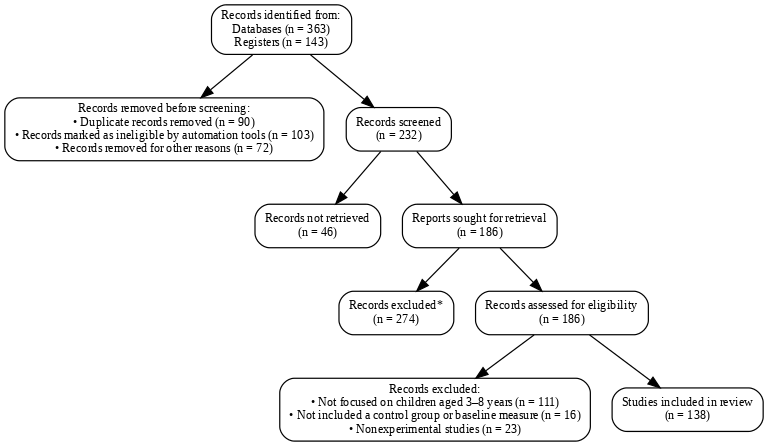 Records identified from:
Databases (n = 363)
Registers (n = 143)
Records removed before screening:
• Duplicate records removed (n = 90)
• Records marked as ineligible by automation tools (n = 103)
• Records removed for other reasons (n = 72)
Records screened
(n = 232)
Records not retrieved
(n = 46)
Reports sought for retrieval
(n = 186)
Records excluded*
(n = 274)
Records assessed for eligibility
(n = 186)
Records excluded:
• Not focused on children aged 3–8 years (n = 111)
• Not included a control group or baseline measure (n = 16)
• Nonexperimental studies (n = 23)
Studies included in review
(n = 138)